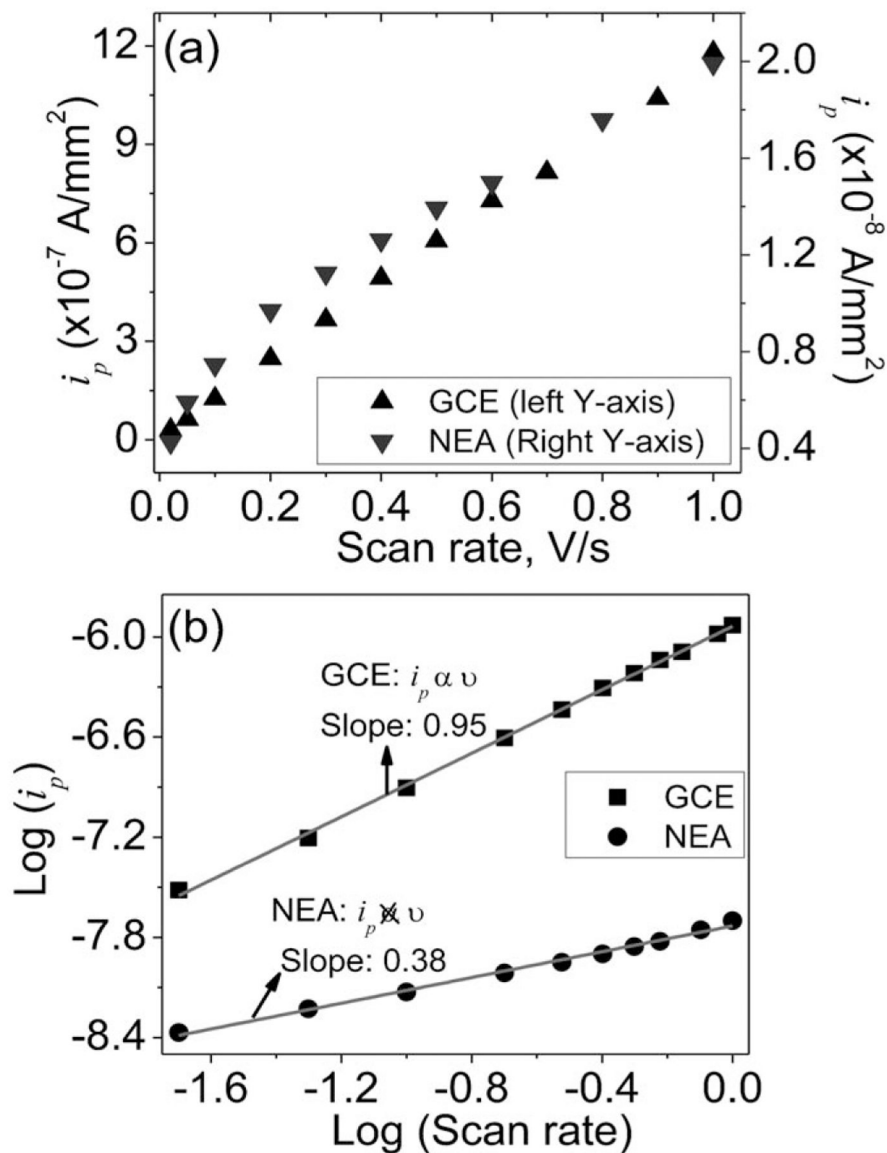 (a)
12
9
6
3
0
i_p (x10^-7 A/mm^2)
2.0
1.6
1.2
0.8
0.4
i_p (x10^-8 A/mm^2)
GCE (left Y-axis)
NEA (Right Y-axis)
0.0 0.2 0.4 0.6 0.8 1.0
Scan rate, V/s
(b)
-6.0
-6.6
-7.2
-7.8
-8.4
Log (i_p)
GCE: i_p α υ
Slope: 0.95
GCE
NEA
NEA: i_p α υ
Slope: 0.38
-1.6 -1.2 -0.8 -0.4 0.0
Log (Scan rate)